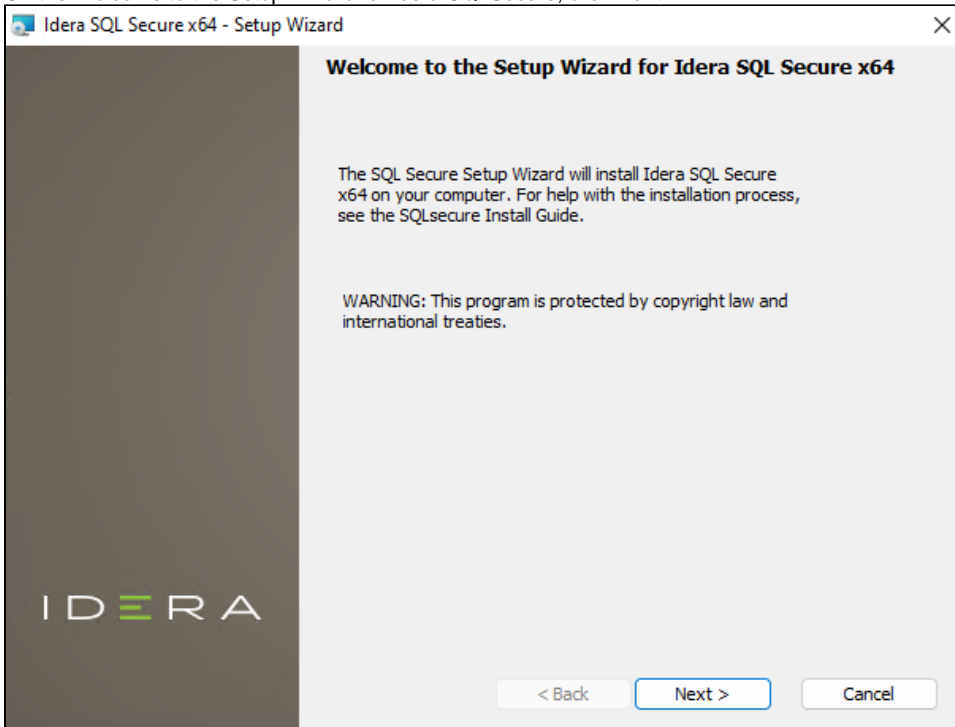 Idera SQL Secure x64 - Setup Wizard
Welcome to the Setup Wizard for Idera SQL Secure x64
The SQL Secure Setup Wizard will install Idera SQL Secure
x64 on your computer. For help with the installation process,
see the SQLsecure Install Guide.
WARNING: This program is protected by copyright law and
international treaties.
IDERA
< Back
Next >
Cancel